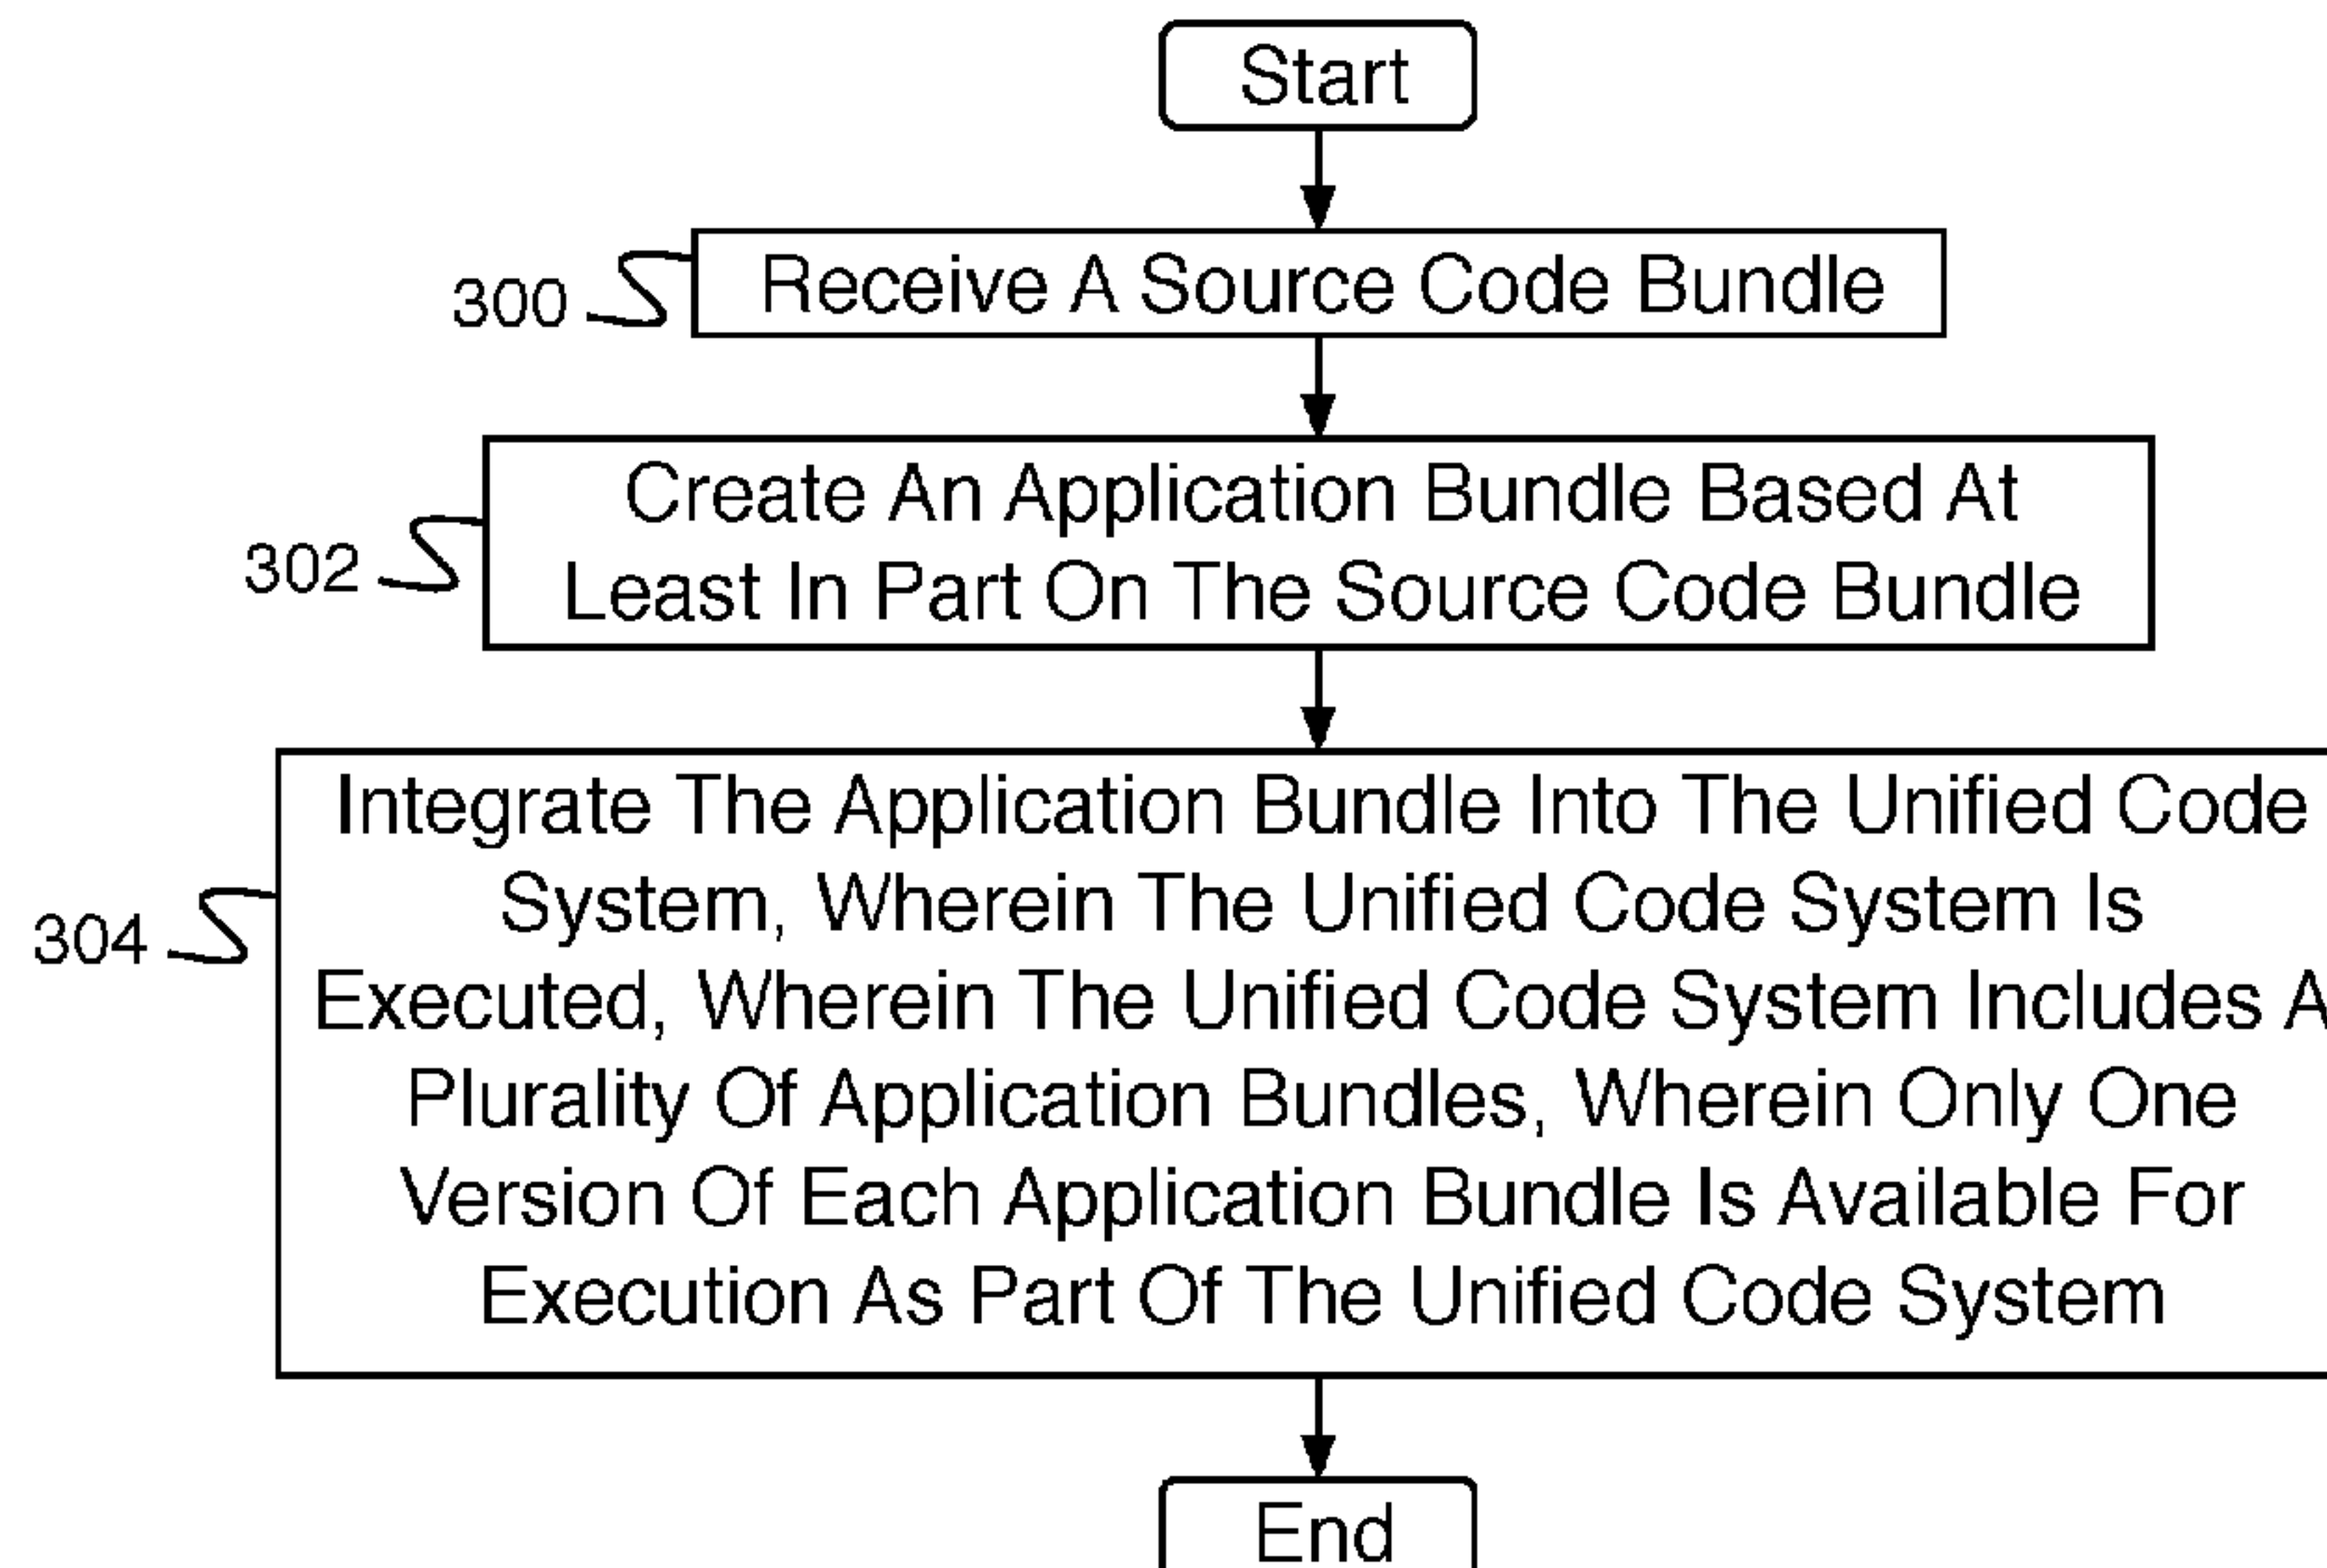 Start
300
Receive A Source Code Bundle
302
Create An Application Bundle Based At
Least In Part On The Source Code Bundle
304
Integrate The Application Bundle Into The Unified Code
System, Wherein The Unified Code System Is
Executed, Wherein The Unified Code System Includes A
Plurality Of Application Bundles, Wherein Only One
Version Of Each Application Bundle Is Available For
Execution As Part Of The Unified Code System
End